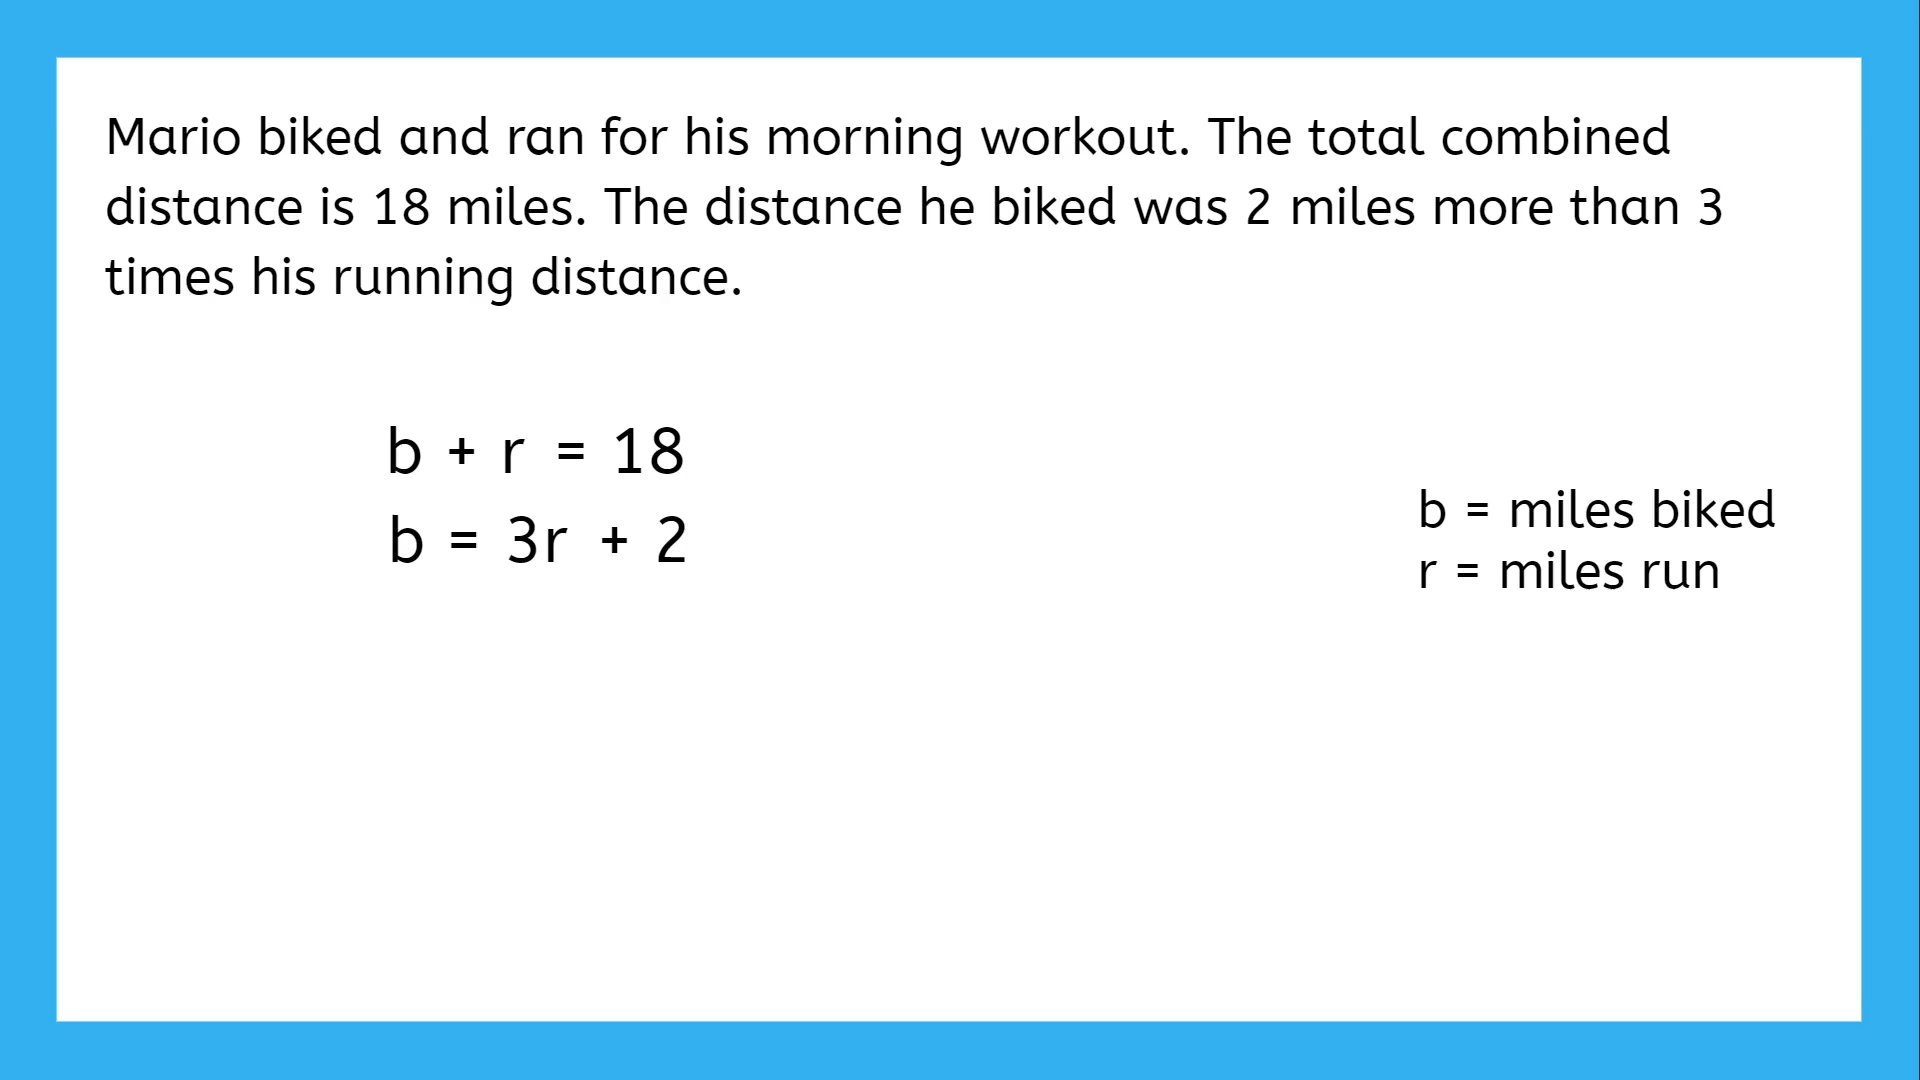 Mario biked and ran for his morning workout. The total combined
distance is 18 miles. The distance he biked was 2 miles more than 3
times his running distance.
b + r = 18
b = 3r + 2
b = miles biked
r = miles run